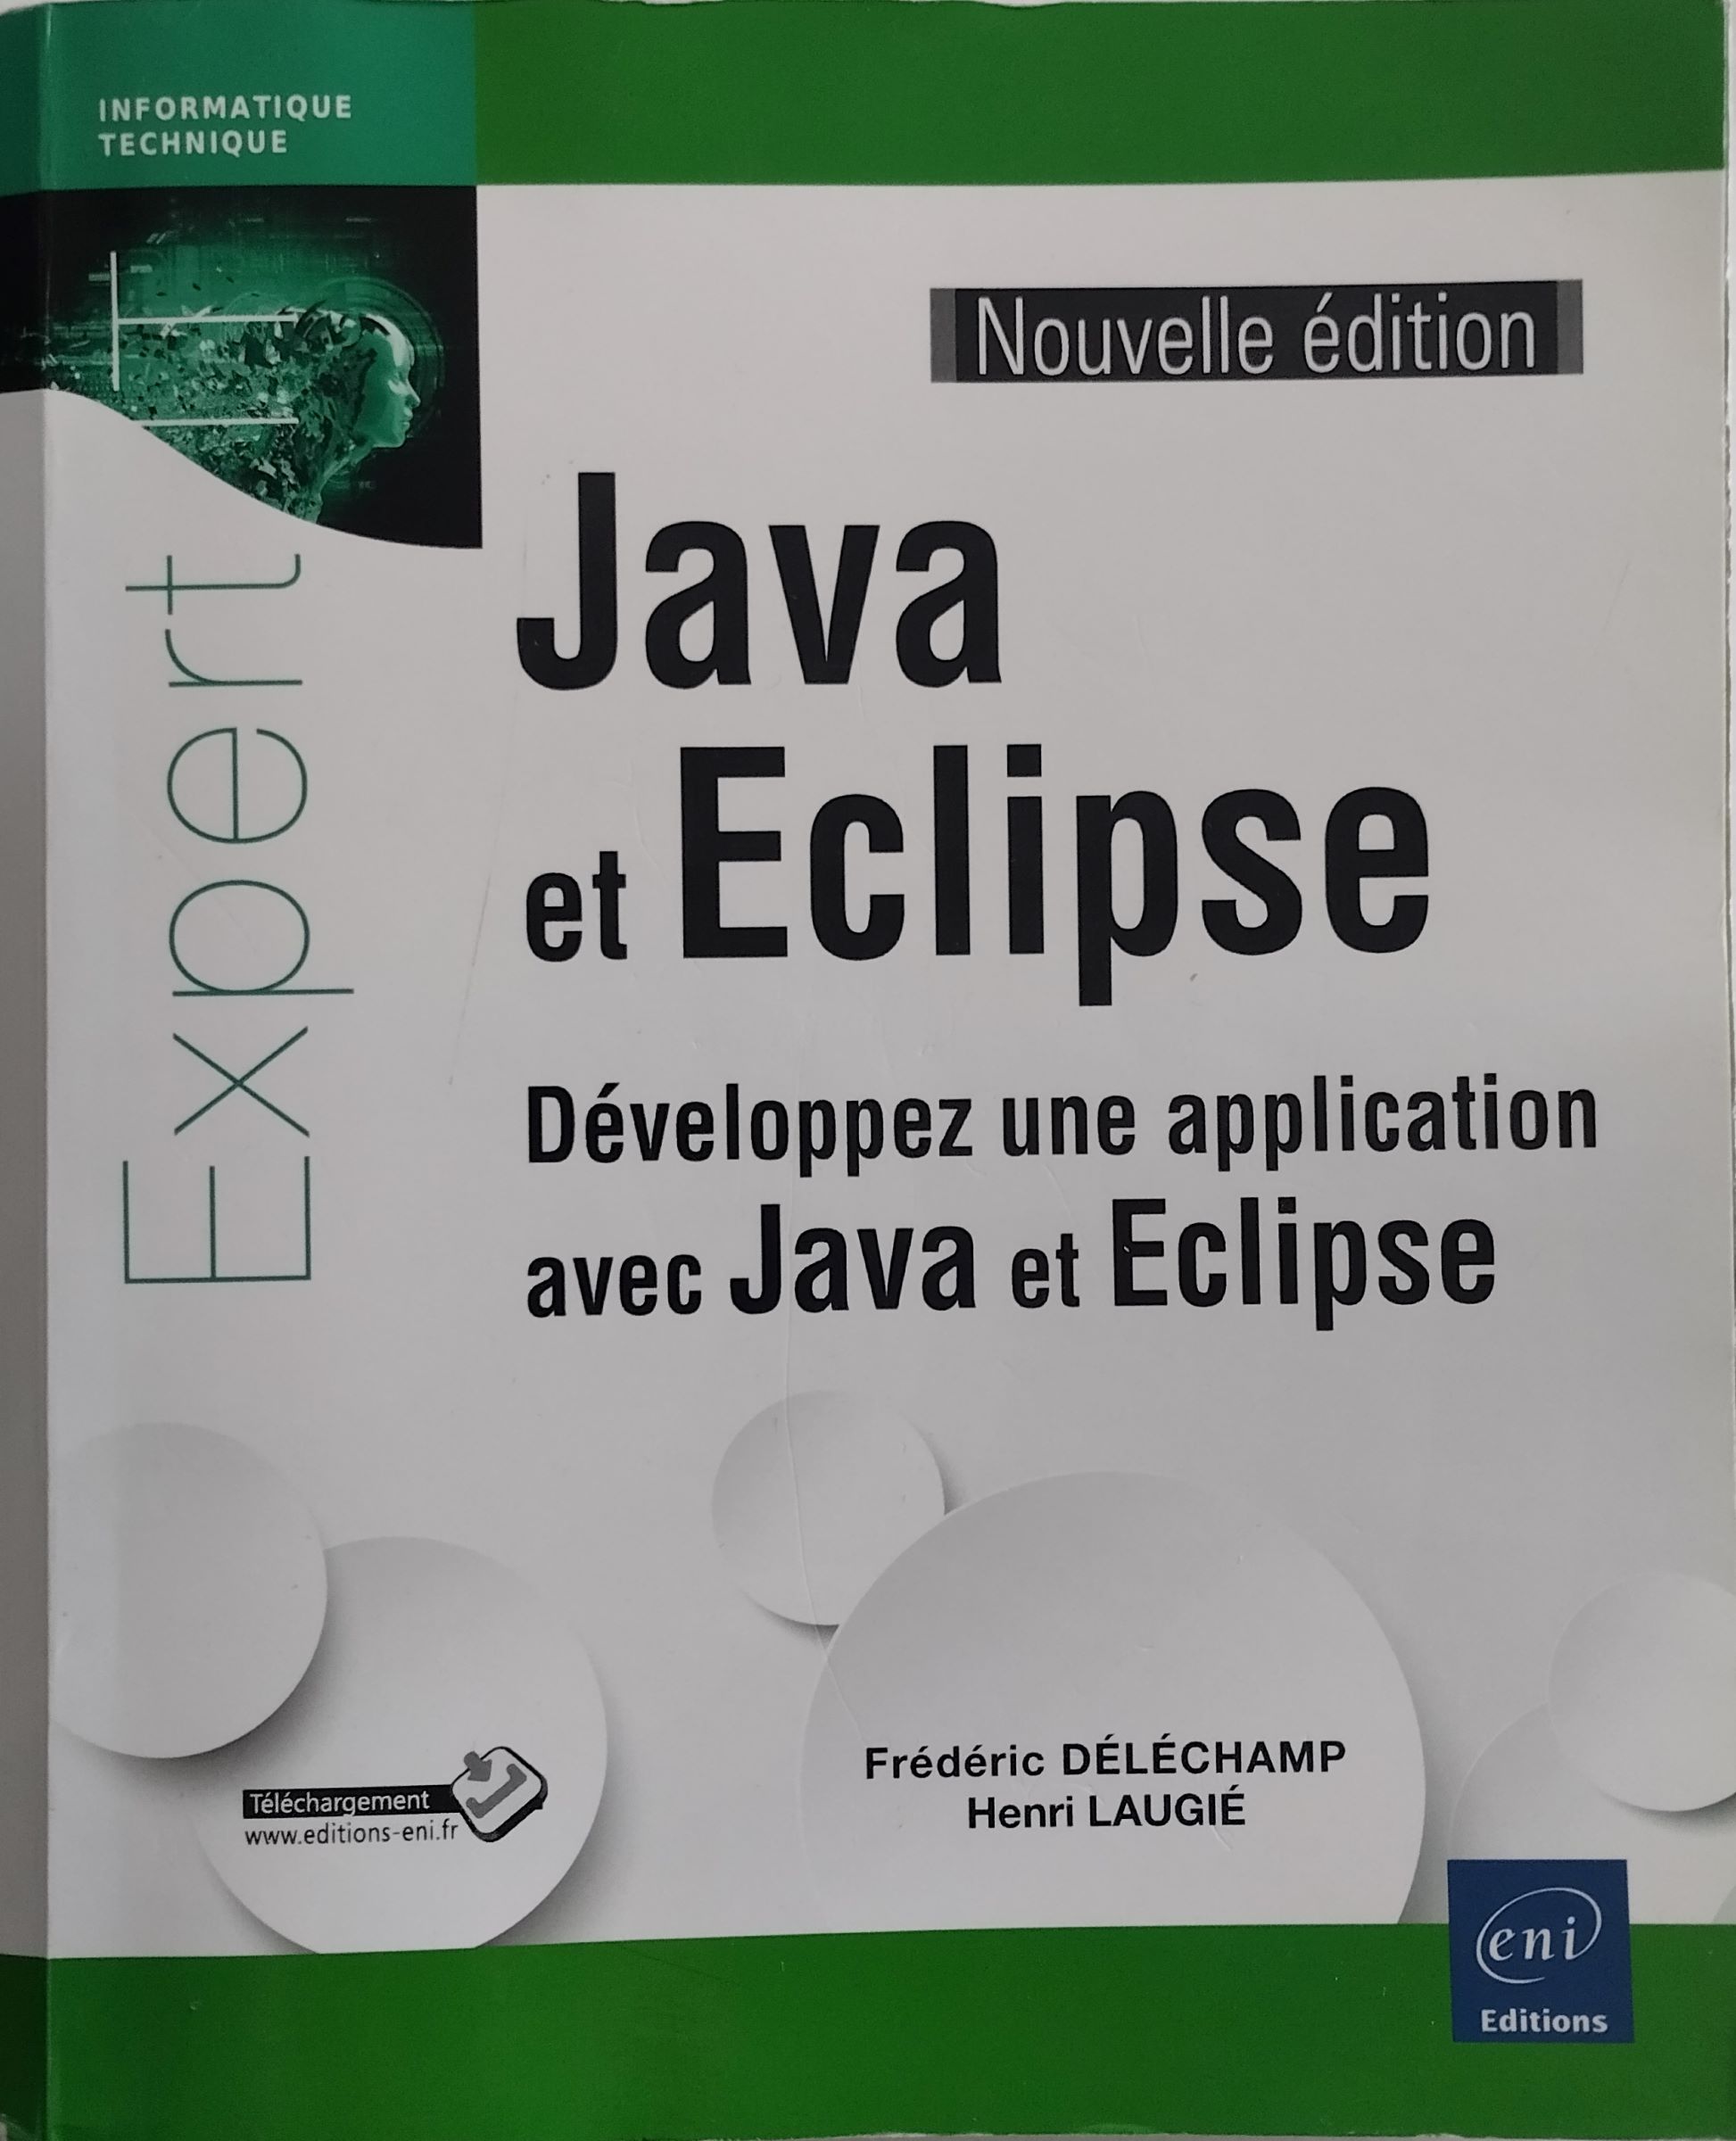 INFORMATIQUE
TECHNIQUE
Nouvelle édition
Expert
Java
et Eclipse
Développez une application
avec Java et Eclipse
Frédéric DÉLÉCHAMP
Henri LAUGIÉ
Téléchargement
www.editions-eni.fr
eni
Editions